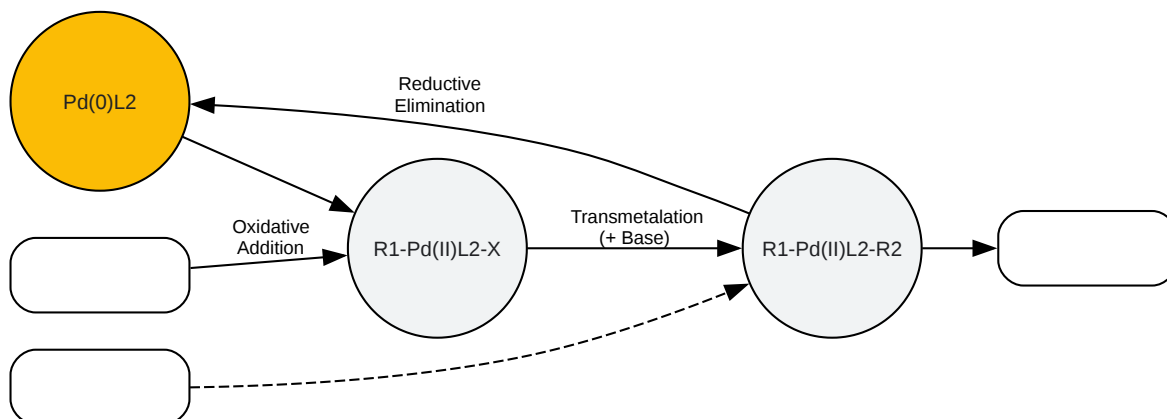 Reductive
Elimination
Pd(0)L2
Oxidative
Addition
R1-Pd(II)L2-X
Transmetalation
(+ Base)
R1-Pd(II)L2-R2